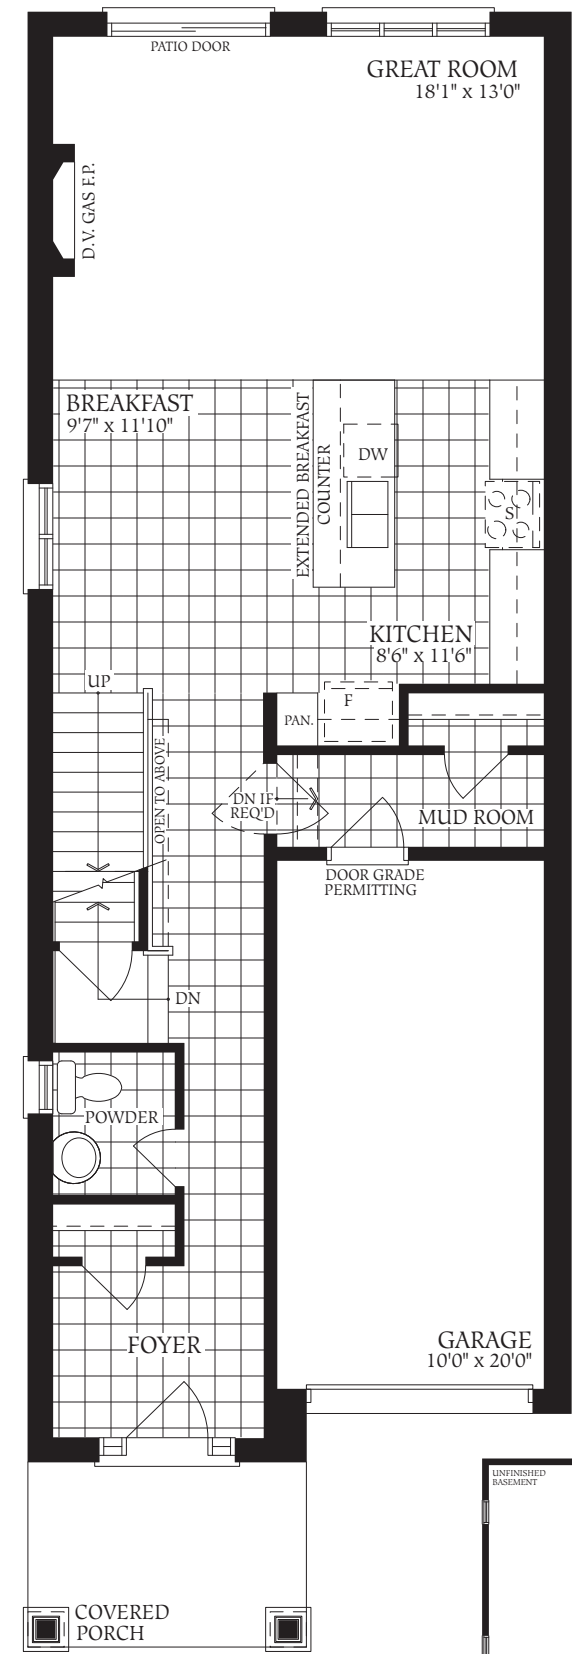 PATIO DOOR
GREAT ROOM
18'1" x 13'0"
D.V. GAS F.P.
BREAKFAST
9'7" x 11'10"
EXTENDED BREAKFAST
COUNTER
DW
S
KITCHEN
8'6" x 11'6"
UP
F
PAN.
OPEN TO ABOVE
DN IF
REQ'D
MUD ROOM
DOOR GRADE
PERMITTING
DN
POWDER
FOYER
GARAGE
10'0" x 20'0"
UNFINISHED
BASEMENT
COVERED
PORCH